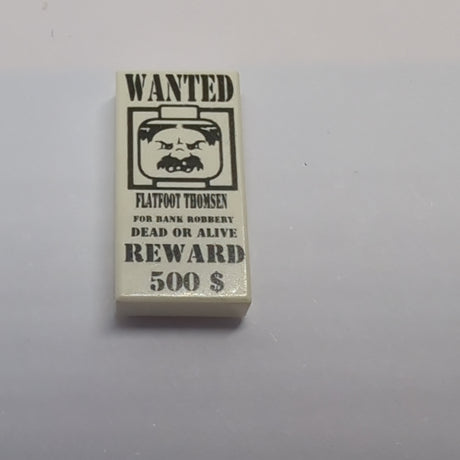 WANTED
FLATFOOT THOMSEN
FOR BANK ROBBERY
DEAD OR ALIVE
REWARD
500 $